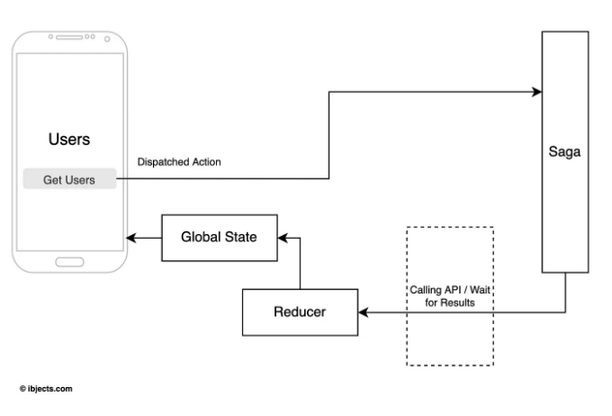 Users
Get Users
Dispatched Action
Saga
Global State
Calling API / Wait
for Results
Reducer
© ibjects.com